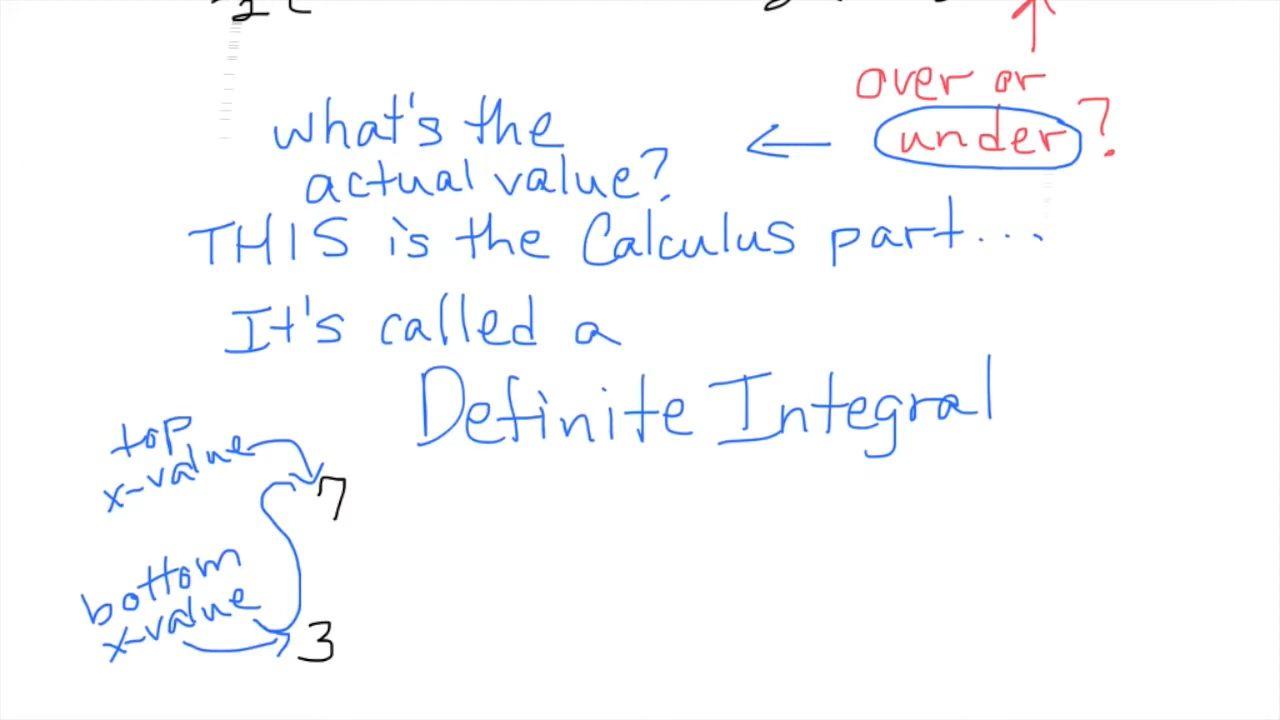 over or
under?
what's the
actual value?
THIS is the Calculus part...
It's called a
Definite Integral
top
x-value
7
bottom
x-value
3